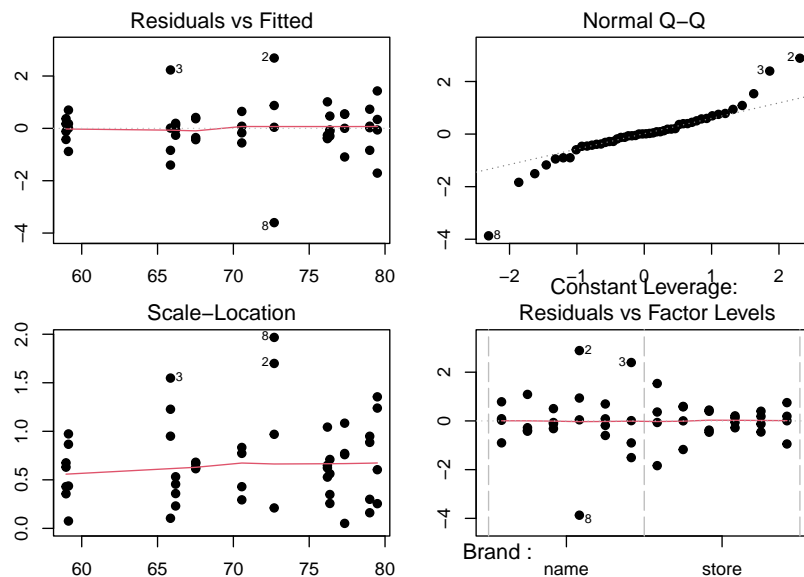 Residuals vs Fitted
2
0
−2
−4
3
2
8
60 65 70 75 80
Normal Q−Q
2
0
−2
−4
3
2
8
−2 −1 0 1 2
Scale−Location
2.0
1.5
1.0
0.5
0.0
3
8
2
60 65 70 75 80
Constant Leverage:
Residuals vs Factor Levels
2
0
−2
−4
2
3
8
Brand :
name store